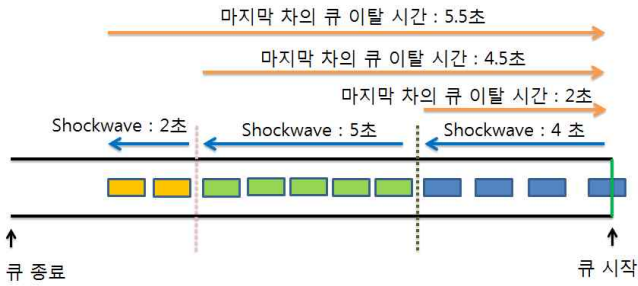 마지막 차의 큐 이탈 시간 : 5.5초
마지막 차의 큐 이탈 시간 : 4.5초
마지막 차의 큐 이탈 시간 : 2초
Shockwave : 2초
Shockwave : 5초
Shockwave : 4 초
큐 종료
큐 시작